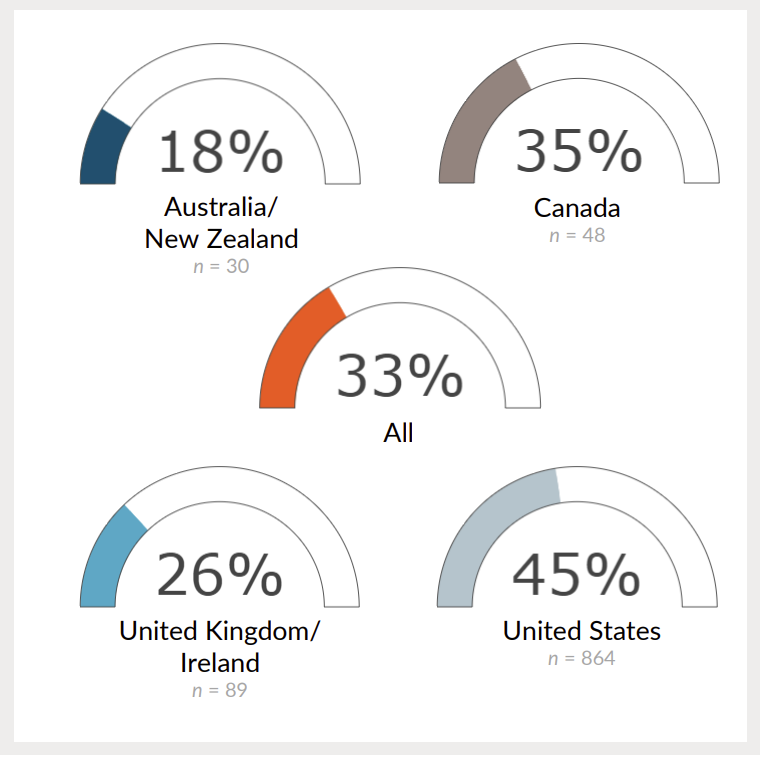 18%
Australia/
New Zealand
n = 30
35%
Canada
n = 48
33%
All
26%
United Kingdom/
Ireland
n = 89
45%
United States
n = 864